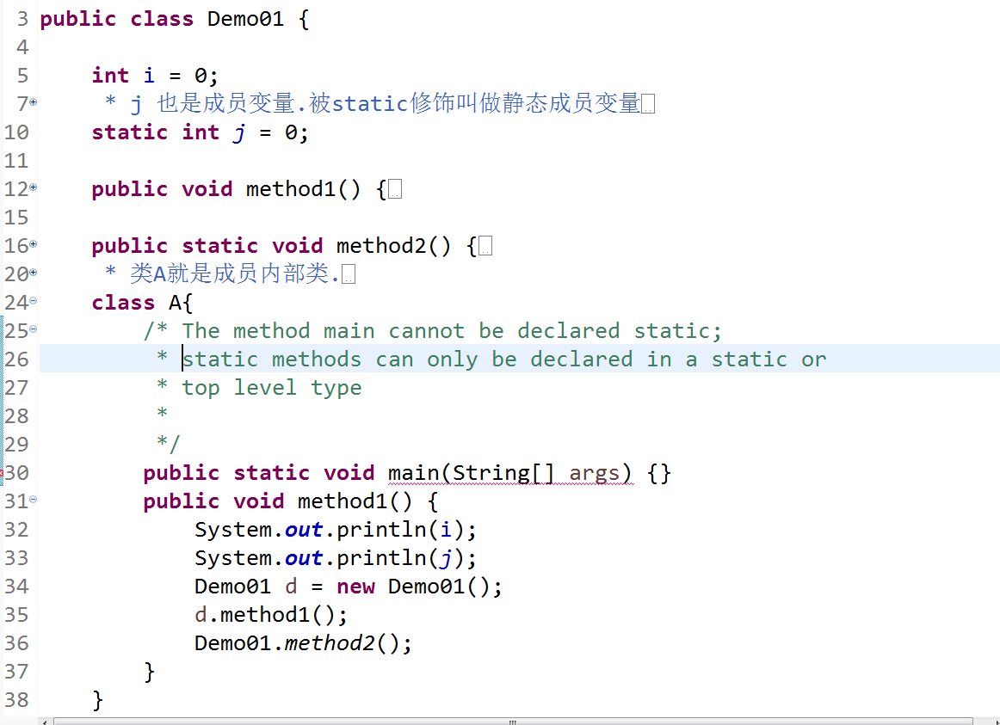 3 public class Demo01 {
4
5 int i = 0;
7 * j 也是成员变量.被static修饰叫做静态成员变量
10 static int j = 0;
11
12 public void method1() {
15
16 public static void method2() {
20 * 类A就是成员内部类.
24 class A{
25 /* The method main cannot be declared static;
26 * static methods can only be declared in a static or
27 * top level type
28 *
29 */
30 public static void main(String[] args) {}
31 public void method1() {
32 System.out.println(i);
33 System.out.println(j);
34 Demo01 d = new Demo01();
35 d.method1();
36 Demo01.method2();
37 }
38 }